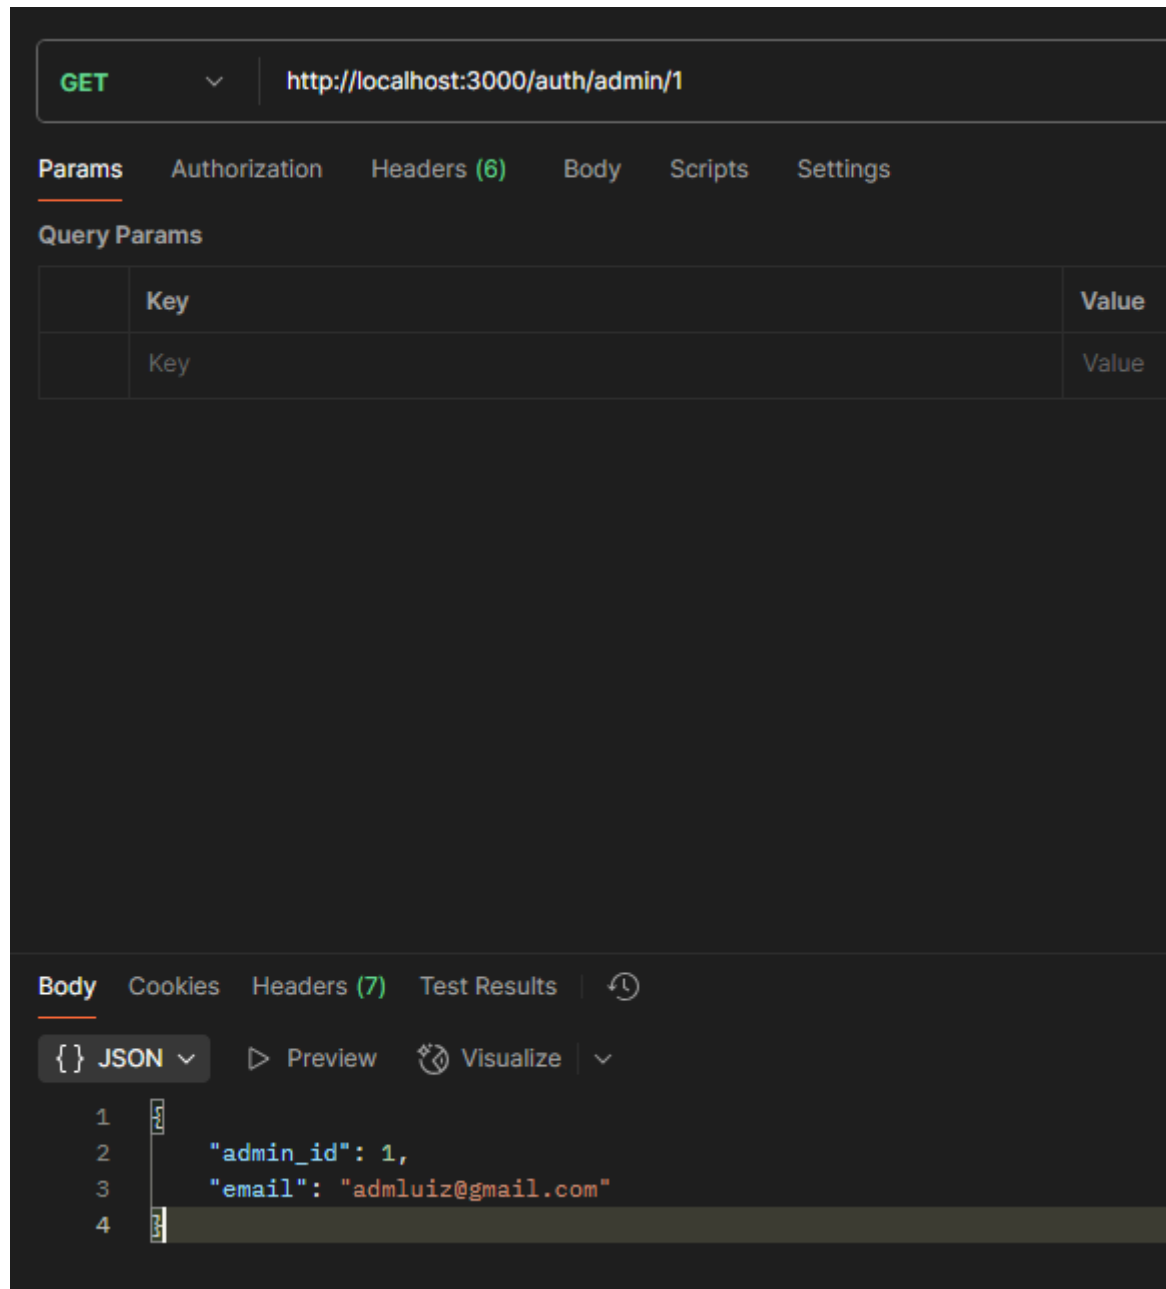 GET http://localhost:3000/auth/admin/1
Params Authorization Headers (6) Body Scripts Settings
Query Params
Key Value
Key Value
Body Cookies Headers (7) Test Results
{} JSON Preview Visualize
1 {
2 "admin_id": 1,
3 "email": "admluiz@gmail.com"
4 }